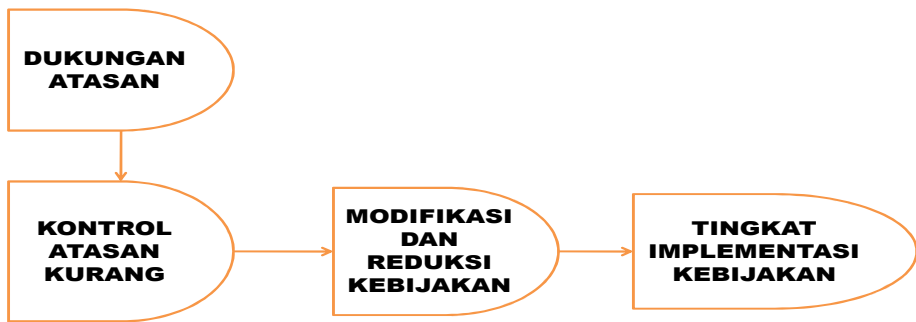 DUKUNGAN
ATASAN
KONTROL
ATASAN
KURANG
MODIFIKASI
DAN
REDUKSI
KEBIJAKAN
TINGKAT
IMPLEMENTASI
KEBIJAKAN